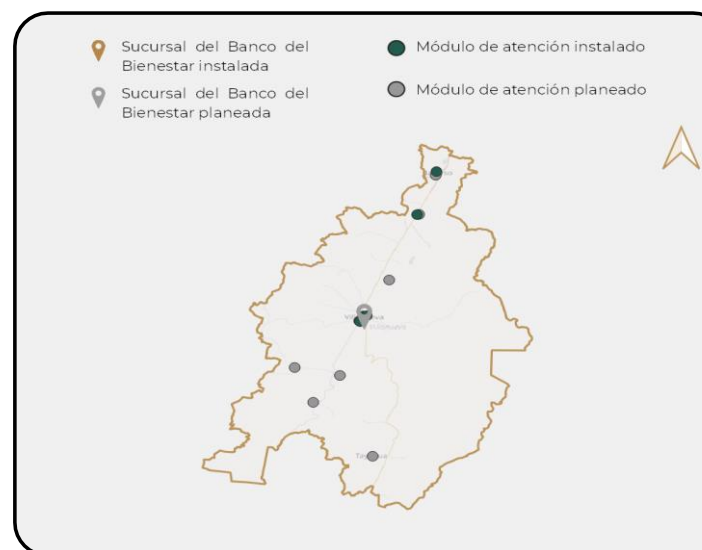 Sucursal del Banco del
Bienestar instalada
Módulo de atención instalado
Sucursal del Banco del
Bienestar planeada
Módulo de atención planeado